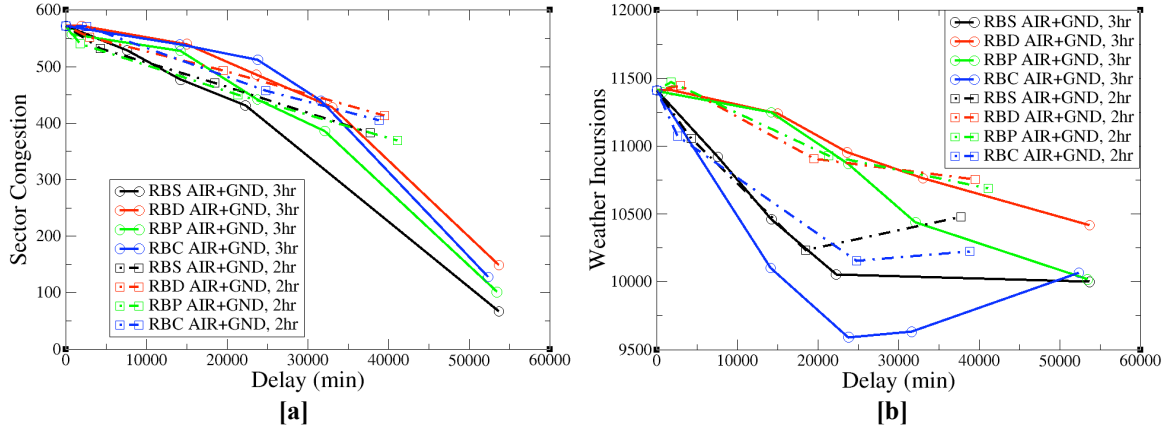 600
500
400
300
200
100
0
Sector Congestion
RBS AIR+GND, 3hr
RBD AIR+GND, 3hr
RBP AIR+GND, 3hr
RBC AIR+GND, 3hr
RBS AIR+GND, 2hr
RBD AIR+GND, 2hr
RBP AIR+GND, 2hr
RBC AIR+GND, 2hr
0 10000 20000 30000 40000 50000 60000
Delay (min)
[a]
12000
11500
11000
10500
10000
9500
Weather Incursions
RBS AIR+GND, 3hr
RBD AIR+GND, 3hr
RBP AIR+GND, 3hr
RBC AIR+GND, 3hr
RBS AIR+GND, 2hr
RBD AIR+GND, 2hr
RBP AIR+GND, 2hr
RBC AIR+GND, 2hr
0 10000 20000 30000 40000 50000 60000
Delay (min)
[b]